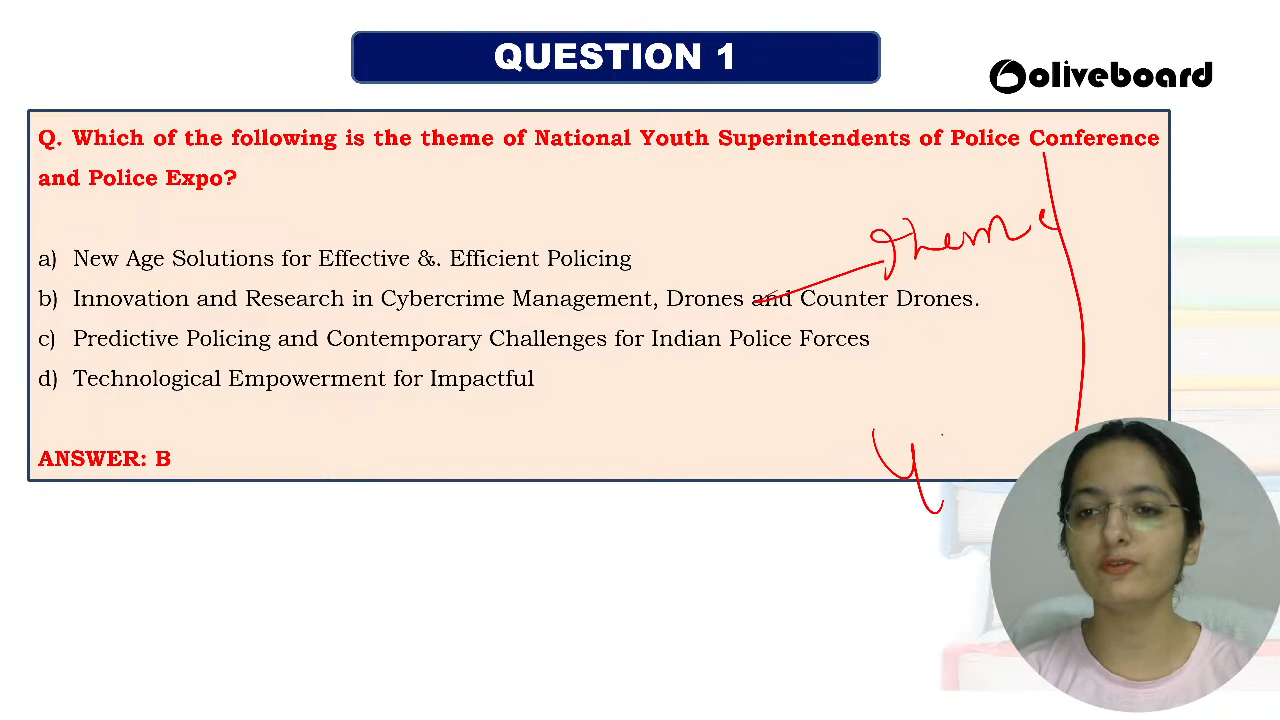 QUESTION 1
oliveboard
Q. Which of the following is the theme of National Youth Superintendents of Police Conference
and Police Expo?
a) New Age Solutions for Effective &. Efficient Policing
theme
b) Innovation and Research in Cybercrime Management, Drones and Counter Drones.
c) Predictive Policing and Contemporary Challenges for Indian Police Forces
d) Technological Empowerment for Impactful
ANSWER: B